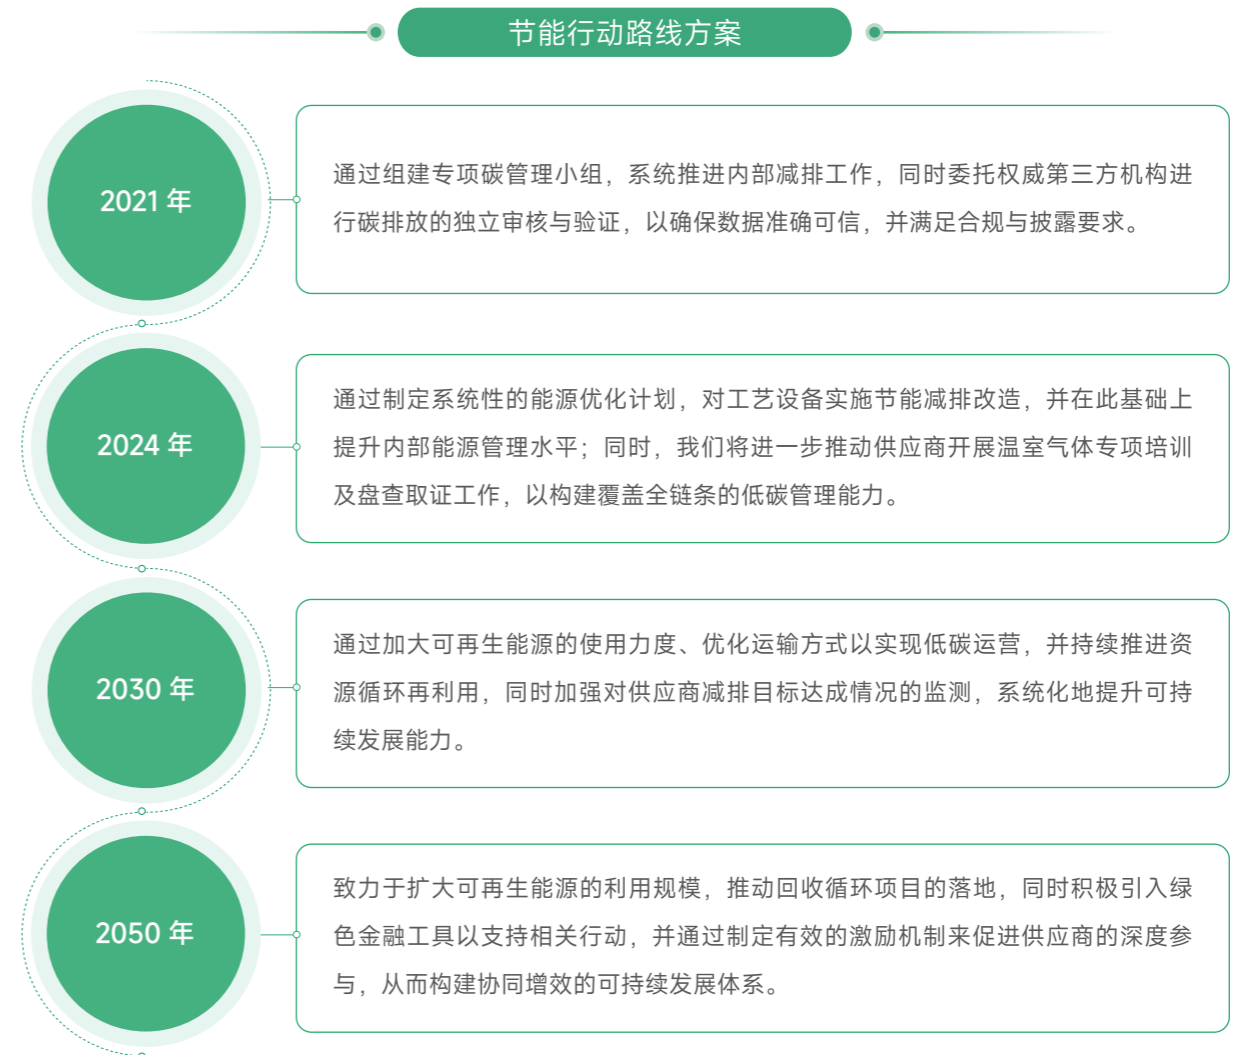 节能行动路线方案
2021 年
通过组建专项碳管理小组，系统推进内部减排工作，同时委托权威第三方机构进
行碳排放的独立审核与验证，以确保数据准确可信，并满足合规与披露要求。
2024 年
通过制定系统性的能源优化计划，对工艺设备实施节能减排改造，并在此基础上
提升内部能源管理水平；同时，我们将进一步推动供应商开展温室气体专项培训
及盘查取证工作，以构建覆盖全链条的低碳管理能力。
2030 年
通过加大可再生能源的使用力度、优化运输方式以实现低碳运营，并持续推进资
源循环再利用，同时加强对供应商减排目标达成情况的监测，系统化地提升可持
续发展能力。
2050 年
致力于扩大可再生能源的利用规模，推动回收循环项目的落地，同时积极引入绿
色金融工具以支持相关行动，并通过制定有效的激励机制来促进供应商的深度参
与，从而构建协同增效的可持续发展体系。